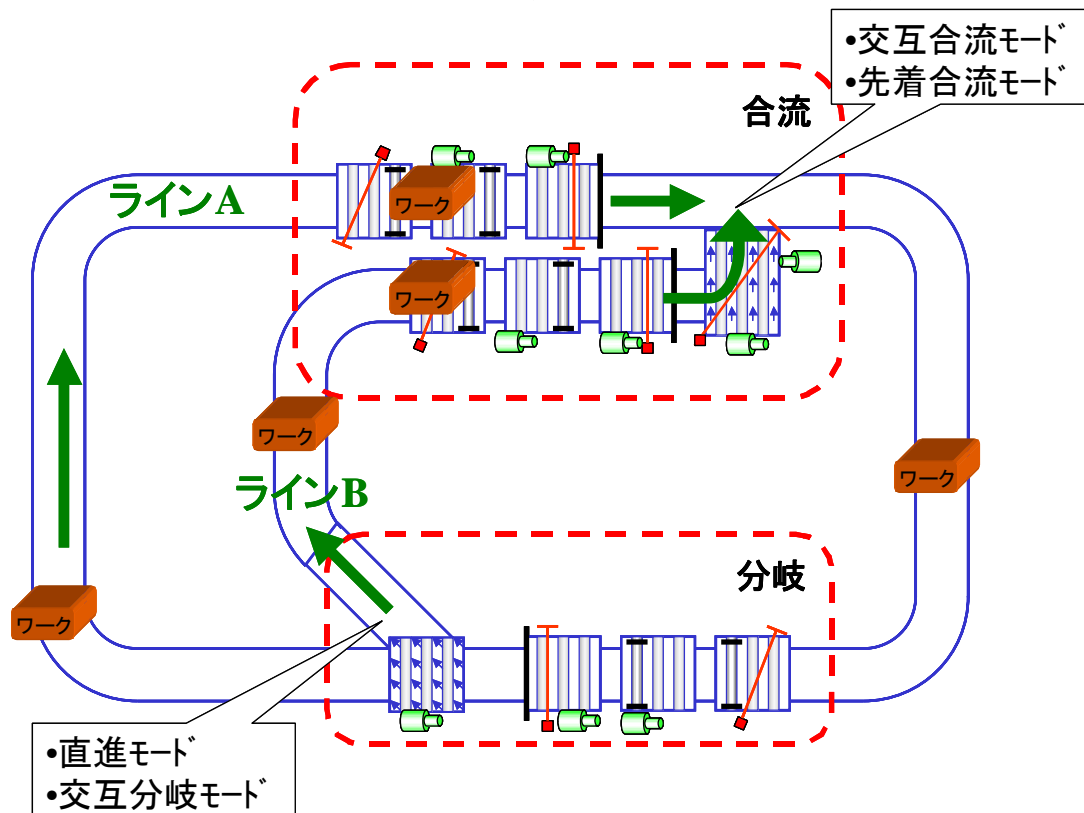 •交互合流モード
•先着合流モード
合流
ラインA
ワーク
ワーク
ワーク
ラインB
ワーク
分岐
ワーク
•直進モード
•交互分岐モード